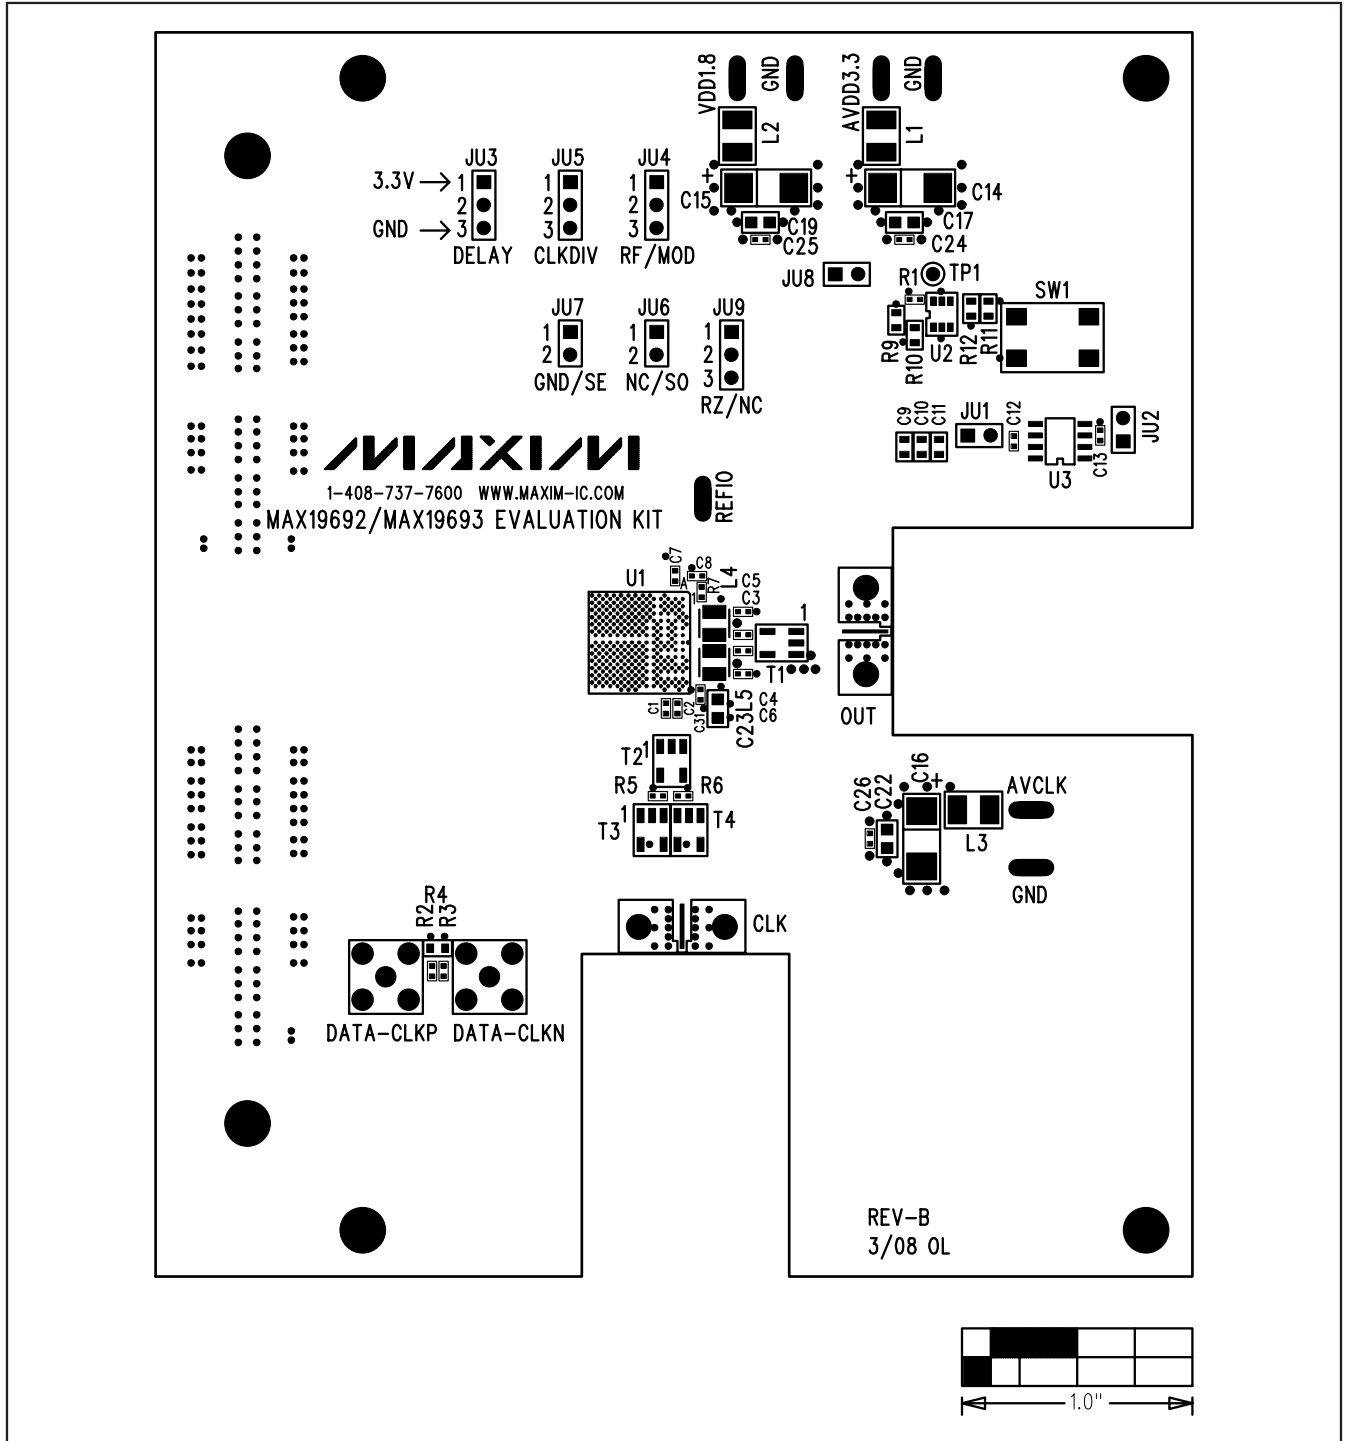 VDD1.8
GND
AVDD3.3
GND
L2
L1
JU3
JU5
JU4
3.3V
1
1
1
2
2
2
GND
3
3
3
DELAY
CLKDIV
RF/MOD
+
C15
C19
C25
+
C14
C17
C24
JU8
R1
TP1
SW1
JU7
JU6
JU9
1
1
1
2
2
2
3
GND/SE
NC/SO
RZ/NC
R9
R10
U2
R12
R11
C9
C10
C11
JU1
C12
U3
C13
JU2
MAXIM
1-408-737-7600 WWW.MAXIM-IC.COM
MAX19692/MAX19693 EVALUATION KIT
REFIO
C7
C8
U1
A
1
R7
L4
C5
C3
1
T1
C1
C2
C31
C23
L5
C4
C6
OUT
T2
1
R5
R6
T3
1
T4
C26
C22
C16
+
AVCLK
L3
GND
R4
R2
R3
CLK
DATA-CLKP
DATA-CLKN
REV-B
3/08 OL
1.0"